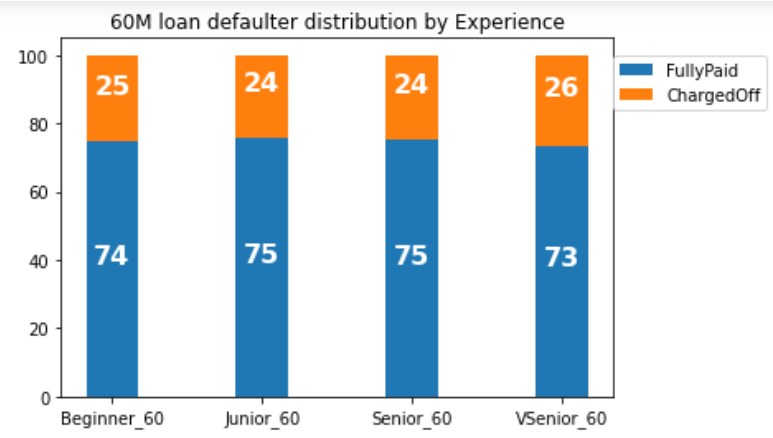 60M loan defaulter distribution by Experience
100
80
60
40
20
0
25
24
24
26
74
75
75
73
Beginner_60
Junior_60
Senior_60
VSenior_60
FullyPaid
ChargedOff